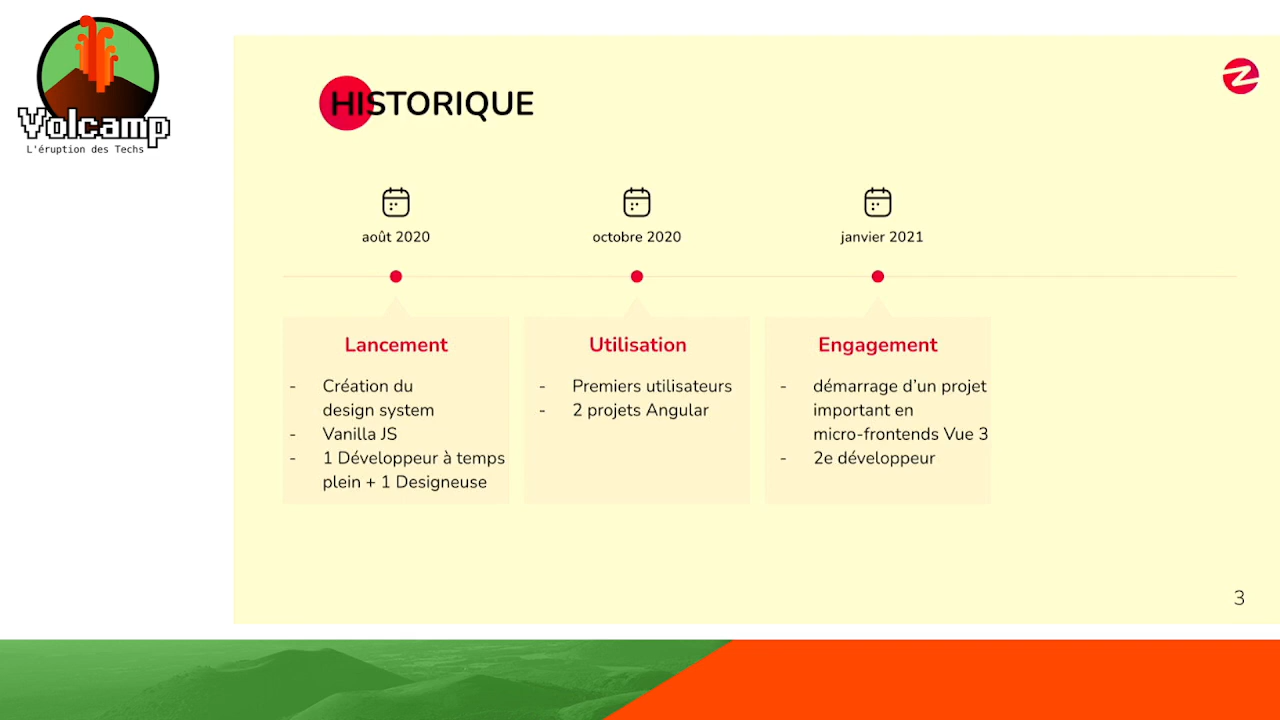 Volcamp
L'éruption des Techs
HISTORIQUE
août 2020
octobre 2020
janvier 2021
Lancement
- Création du
design system
- Vanilla JS
- 1 Développeur à temps
plein + 1 Designeuse
Utilisation
- Premiers utilisateurs
- 2 projets Angular
Engagement
- démarrage d'un projet
important en
micro-frontends Vue 3
- 2e développeur
3